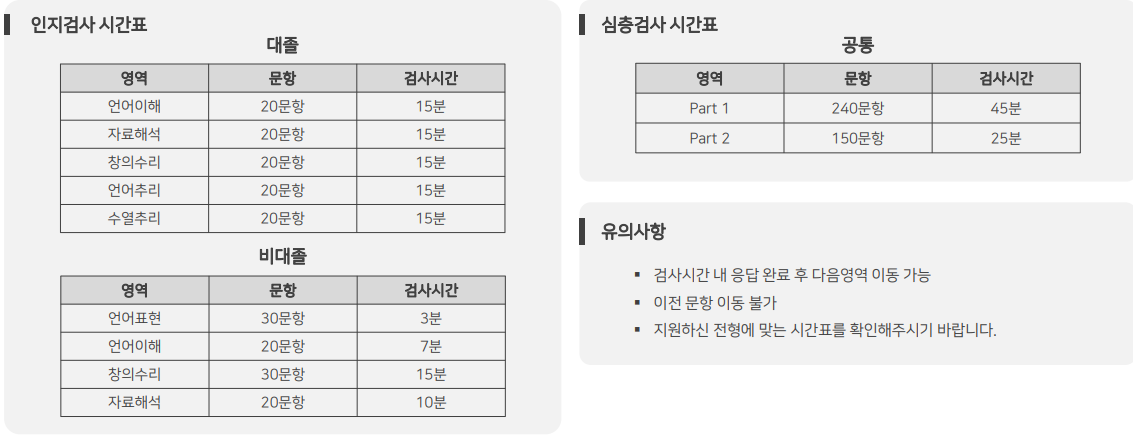 인지검사 시간표
대졸
영역 문항 검사시간
언어이해 20문항 15분
자료해석 20문항 15분
창의수리 20문항 15분
언어추리 20문항 15분
수열추리 20문항 15분
비대졸
영역 문항 검사시간
언어표현 30문항 3분
언어이해 20문항 7분
창의수리 30문항 15분
자료해석 20문항 10분
심층검사 시간표
공통
영역 문항 검사시간
Part 1 240문항 45분
Part 2 150문항 25분
유의사항
▪ 검사시간 내 응답 완료 후 다음영역 이동 가능
▪ 이전 문항 이동 불가
▪ 지원하신 전형에 맞는 시간표를 확인해주시기 바랍니다.